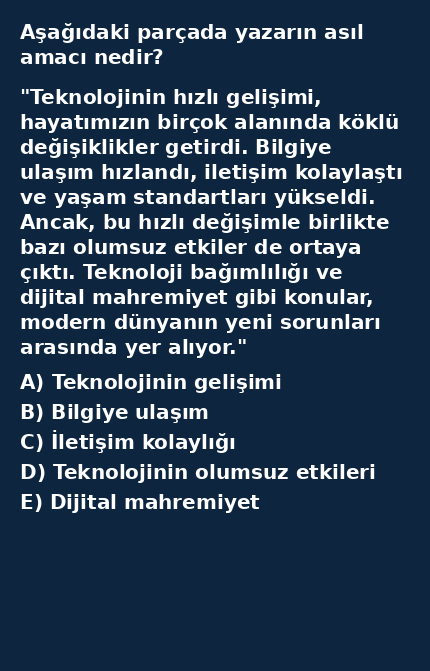 Aşağıdaki parçada yazarın asıl
amacı nedir?
"Teknolojinin hızlı gelişimi,
hayatımızın birçok alanında köklü
değişiklikler getirdi. Bilgiye
ulaşım hızlandı, iletişim kolaylaştı
ve yaşam standartları yükseldi.
Ancak, bu hızlı değişimle birlikte
bazı olumsuz etkiler de ortaya
çıktı. Teknoloji bağımlılığı ve
dijital mahremiyet gibi konular,
modern dünyanın yeni sorunları
arasında yer alıyor."
A) Teknolojinin gelişimi
B) Bilgiye ulaşım
C) İletişim kolaylığı
D) Teknolojinin olumsuz etkileri
E) Dijital mahremiyet